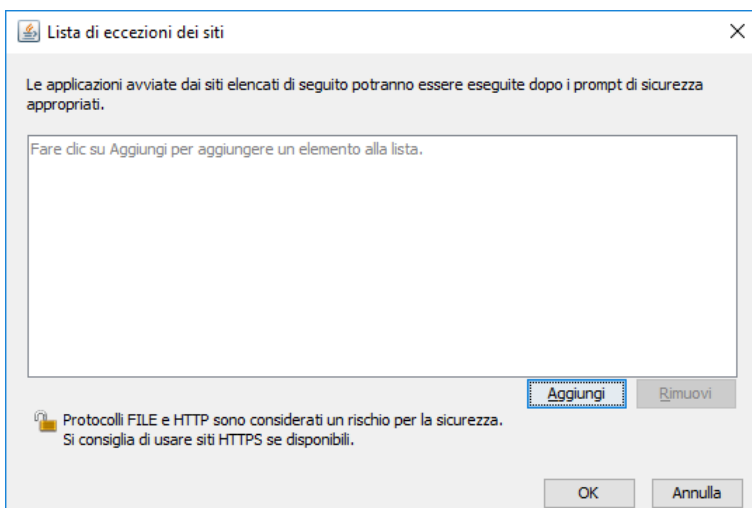 Lista di eccezioni dei siti
Le applicazioni avviate dai siti elencati di seguito potranno essere eseguite dopo i prompt di sicurezza
appropriati.
Fare clic su Aggiungi per aggiungere un elemento alla lista.
Aggiungi Rimuovi
Protocolli FILE e HTTP sono considerati un rischio per la sicurezza.
Si consiglia di usare siti HTTPS se disponibili.
OK Annulla